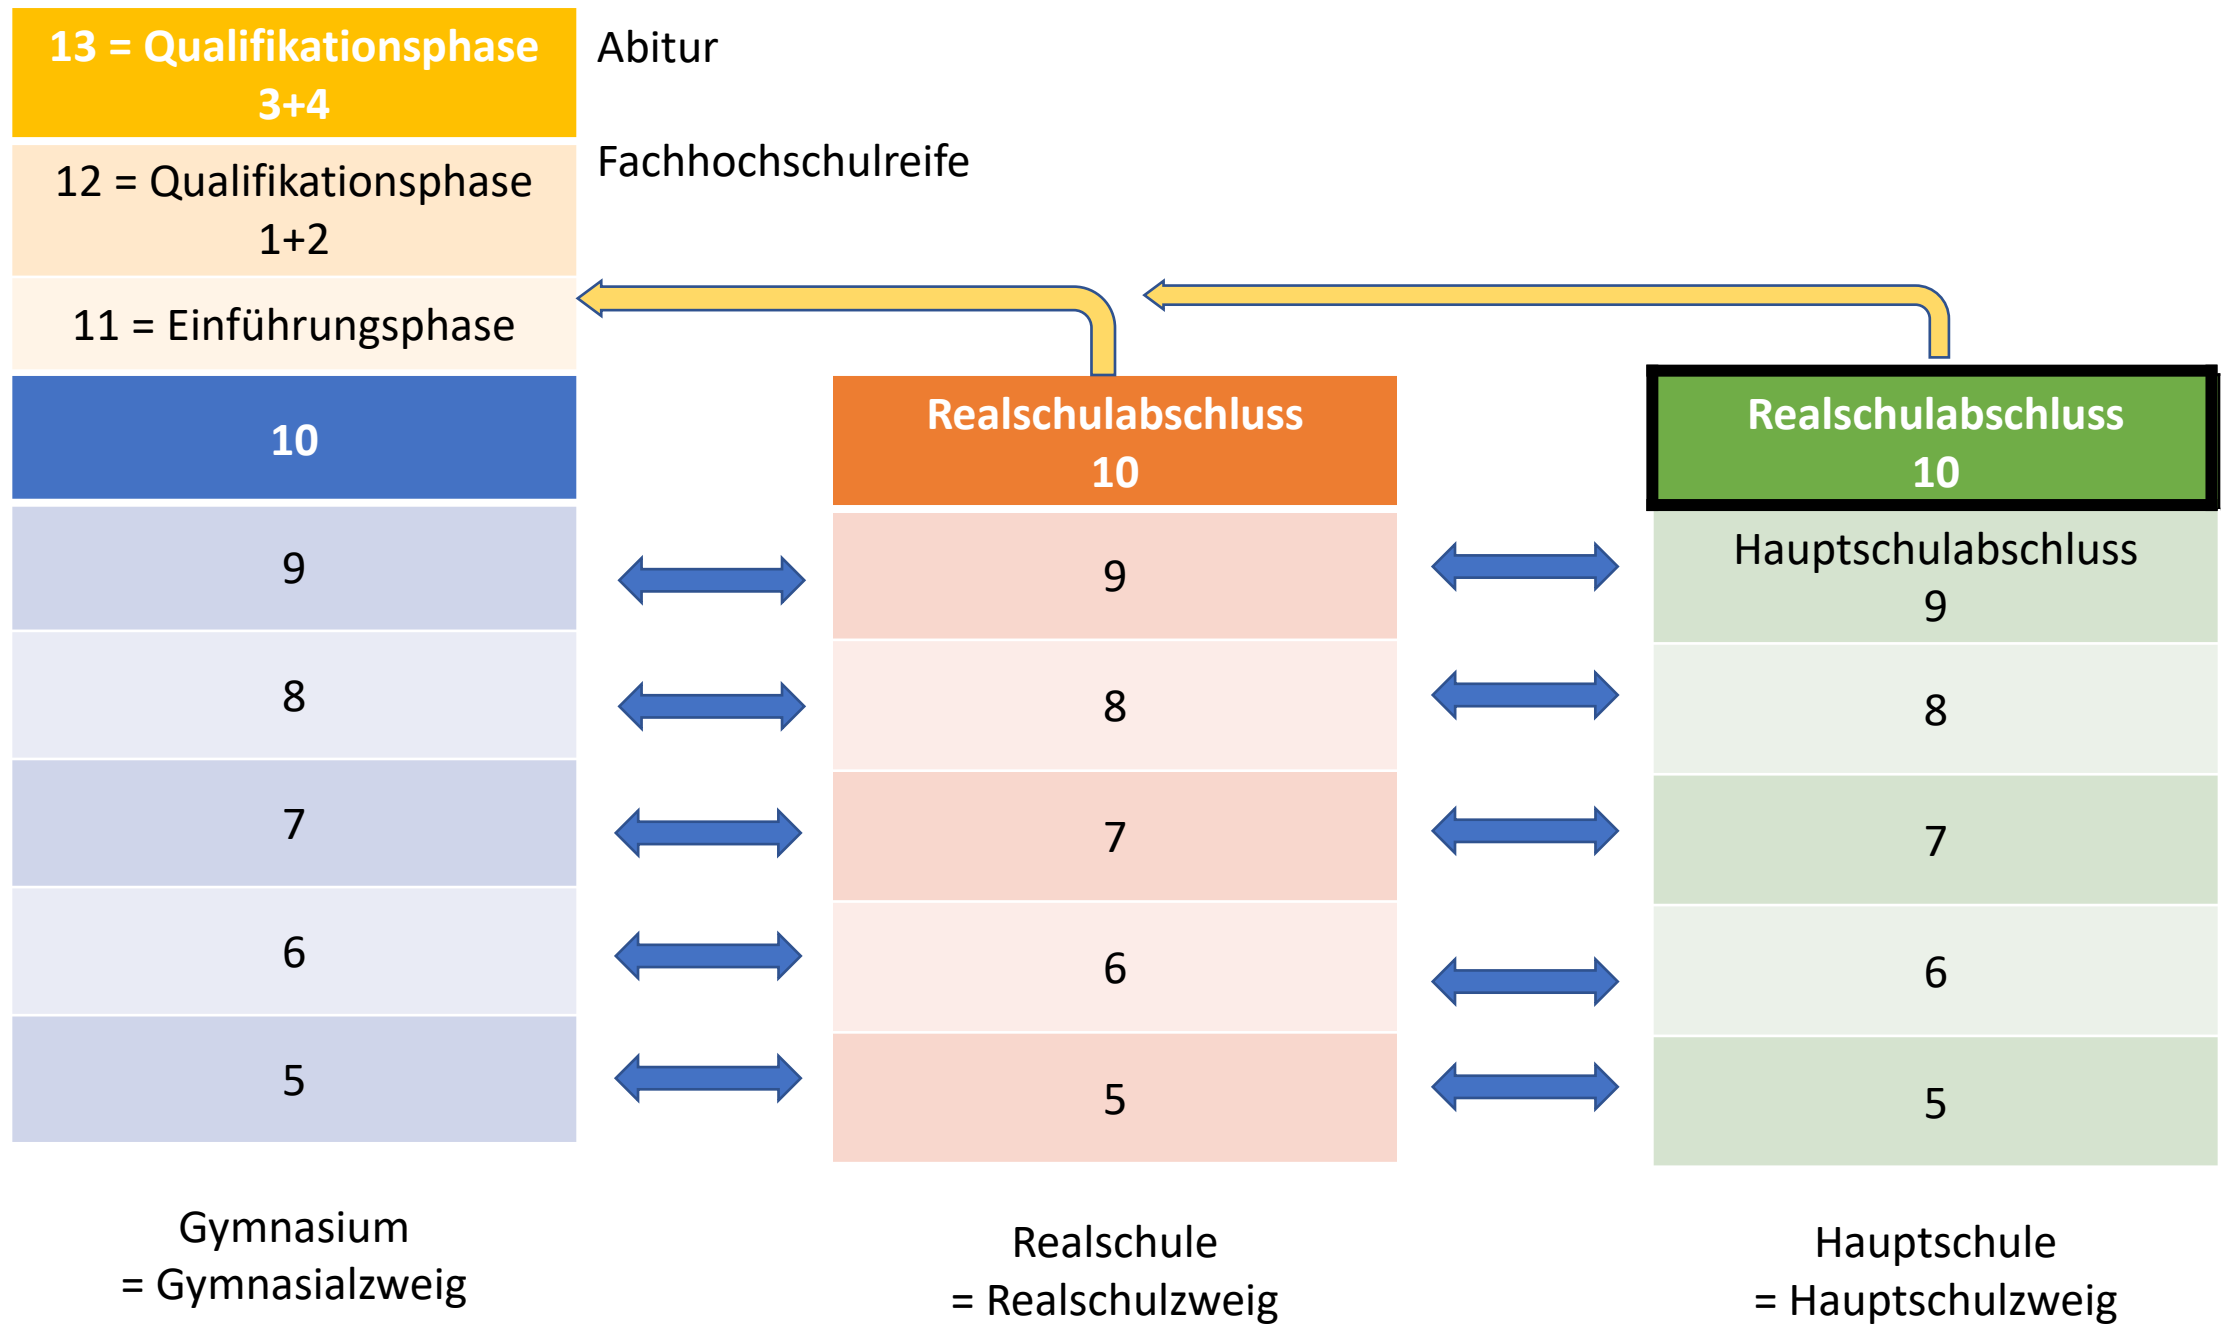 13 = Qualifikationsphase
3+4
Abitur
12 = Qualifikationsphase
1+2
Fachhochschulreife
11 = Einführungsphase
10
9
8
7
6
5
Gymnasium
= Gymnasialzweig
Realschulabschluss
10
9
8
7
6
5
Realschule
= Realschulzweig
Realschulabschluss
10
Hauptschulabschluss
9
8
7
6
5
Hauptschule
= Hauptschulzweig